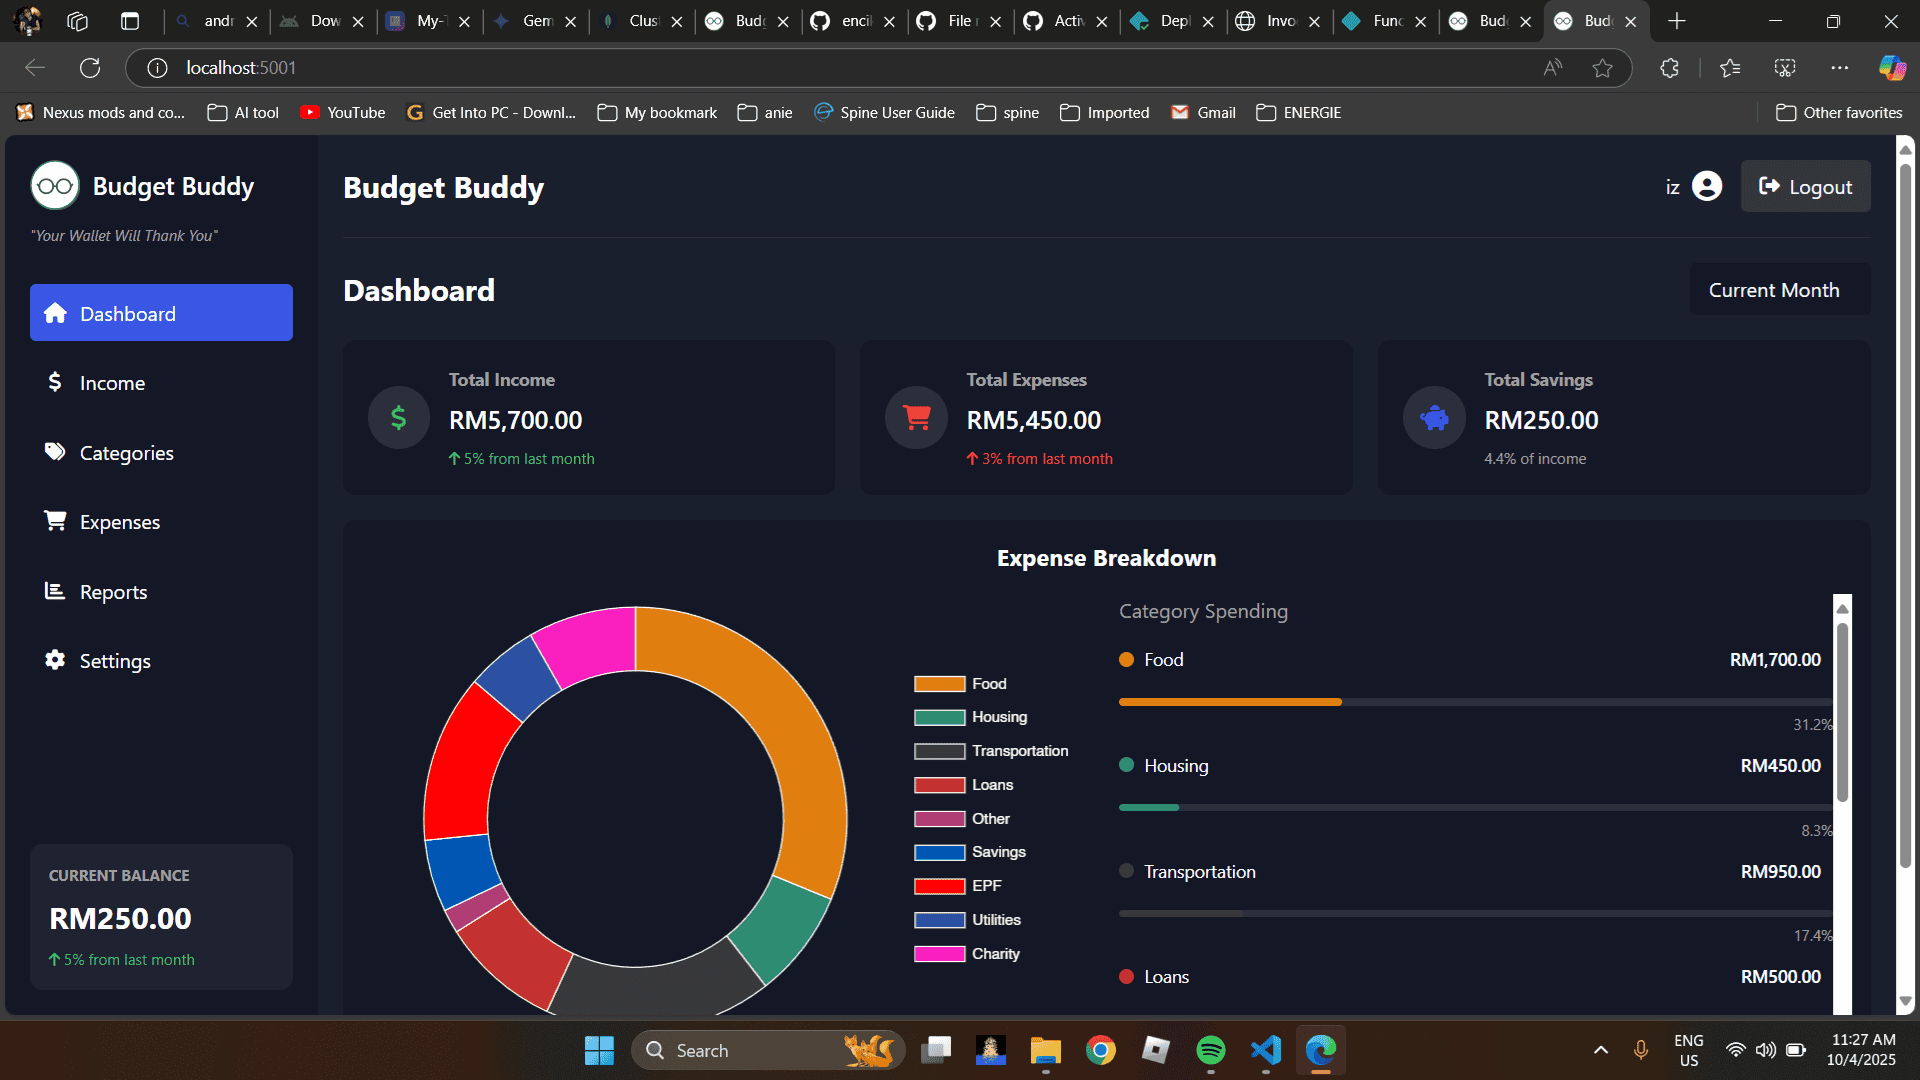 andr
Dow
My-T
Gem
Clus
Budg
encik
File r
Activ
Depl
Invo
Func
Budg
Budg
localhost:5001
Nexus mods and co...
AI tool
YouTube
Get Into PC - Downl...
My bookmark
anie
Spine User Guide
spine
Imported
Gmail
ENERGIE
Other favorites
Budget Buddy
"Your Wallet Will Thank You"
Dashboard
Income
Categories
Expenses
Reports
Settings
CURRENT BALANCE
RM250.00
5% from last month
Budget Buddy
iz
Logout
Dashboard
Current Month
Total Income
RM5,700.00
5% from last month
Total Expenses
RM5,450.00
3% from last month
Total Savings
RM250.00
4.4% of income
Expense Breakdown
Food
Housing
Transportation
Loans
Other
Savings
EPF
Utilities
Charity
Category Spending
Food RM1,700.00
31.2%
Housing RM450.00
8.3%
Transportation RM950.00
17.4%
Loans RM500.00
Search
ENG
US
11:27 AM
10/4/2025